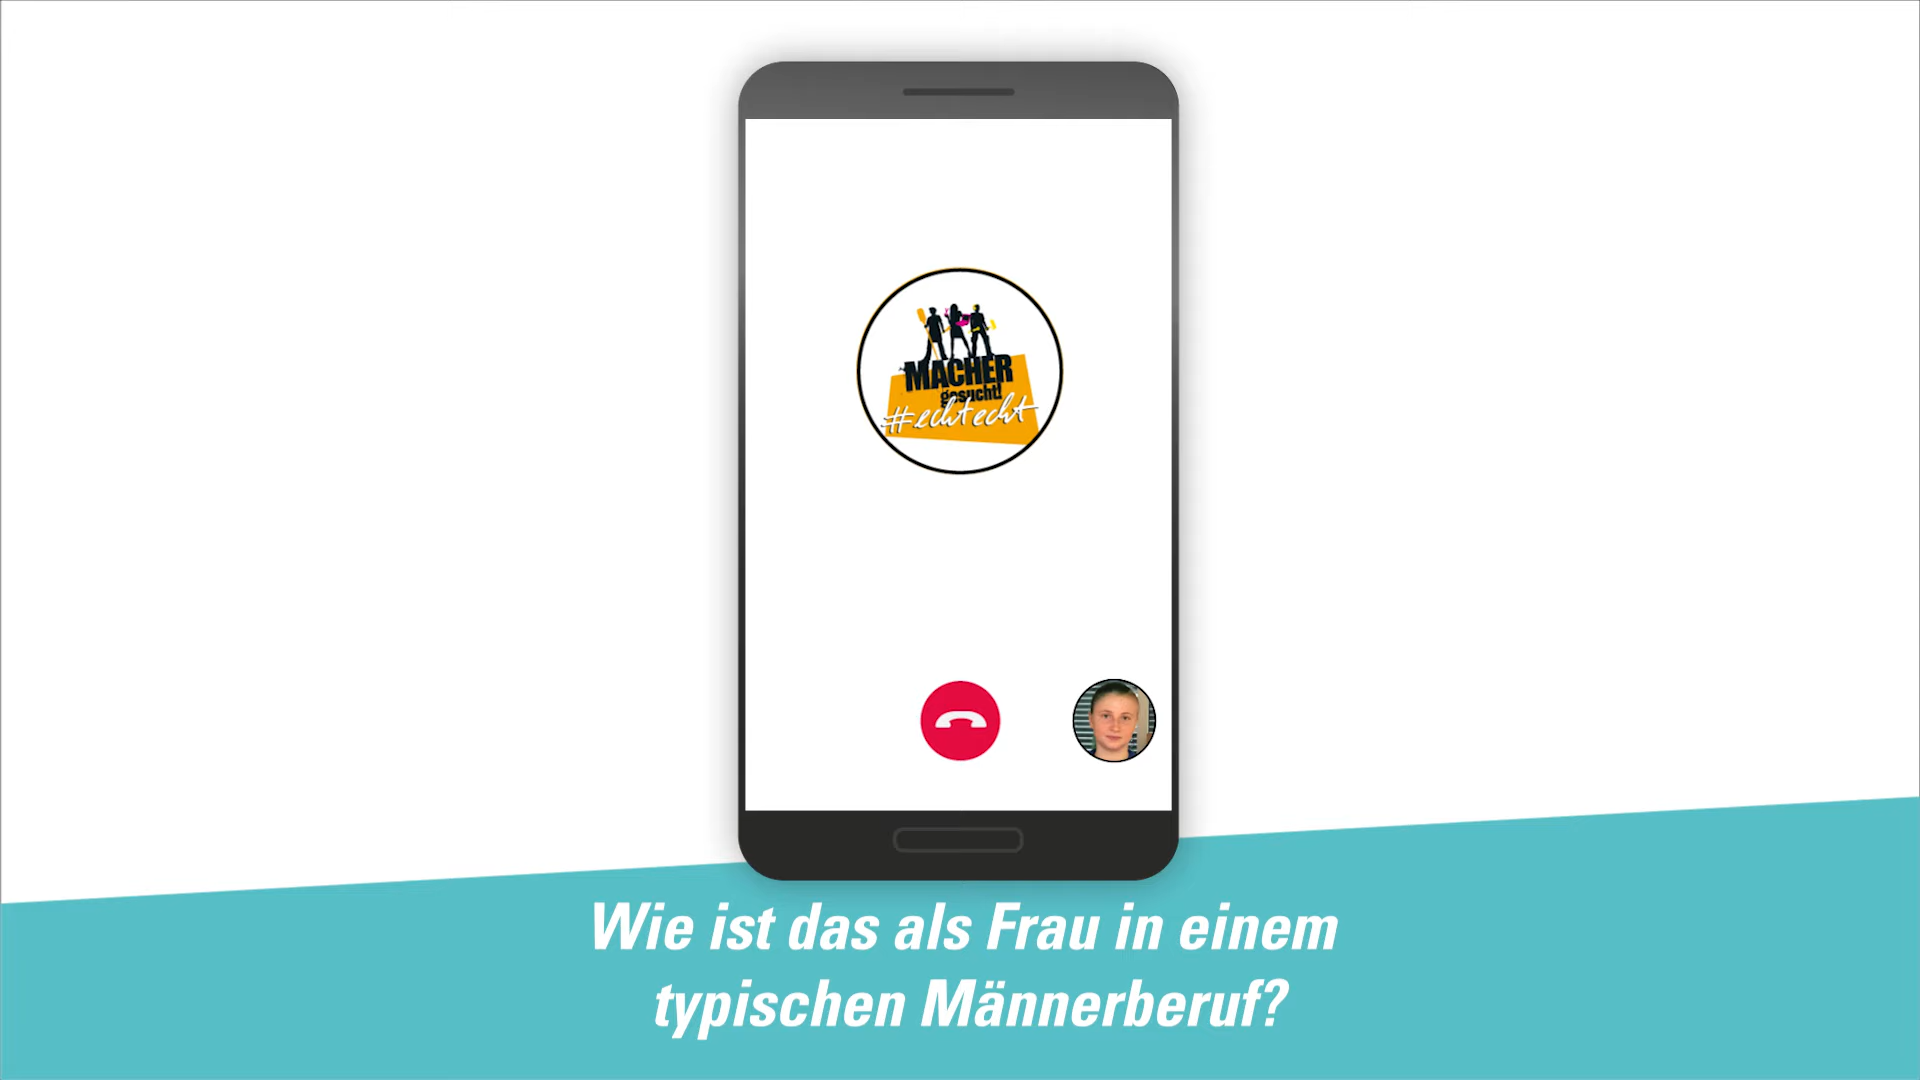 MACHER
gesucht!
#echtecht
Wie ist das als Frau in einem
typischen Männerberuf?